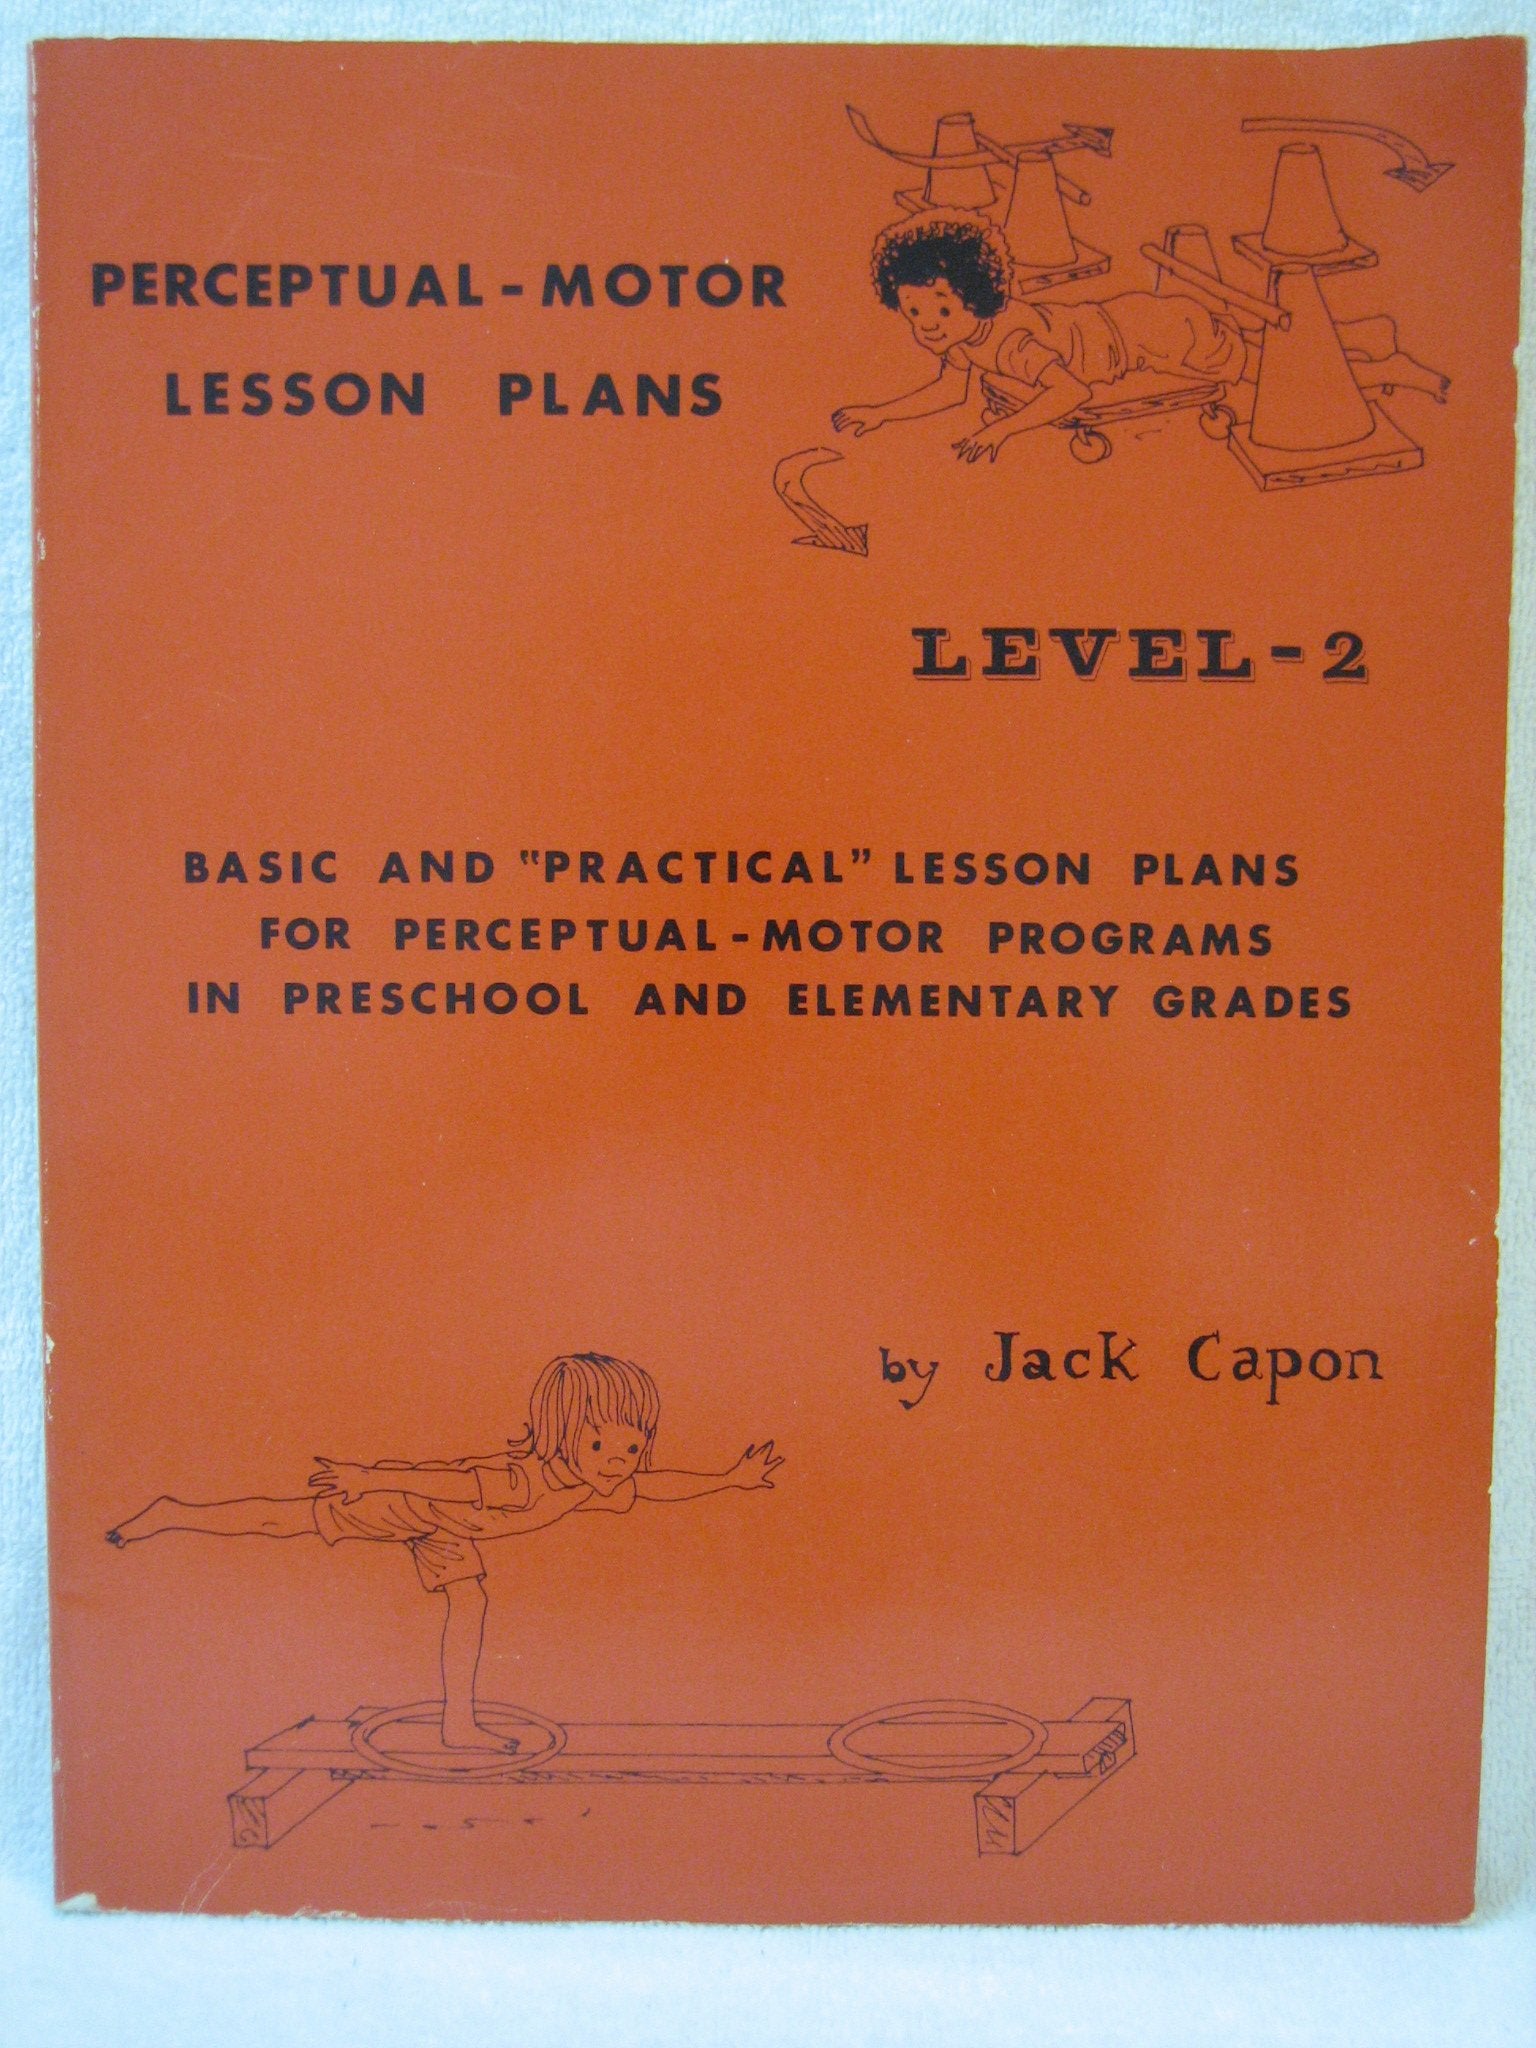 PERCEPTUAL-MOTOR
LESSON PLANS
LEVEL-2
BASIC AND "PRACTICAL" LESSON PLANS
FOR PERCEPTUAL-MOTOR PROGRAMS
IN PRESCHOOL AND ELEMENTARY GRADES
by Jack Capon